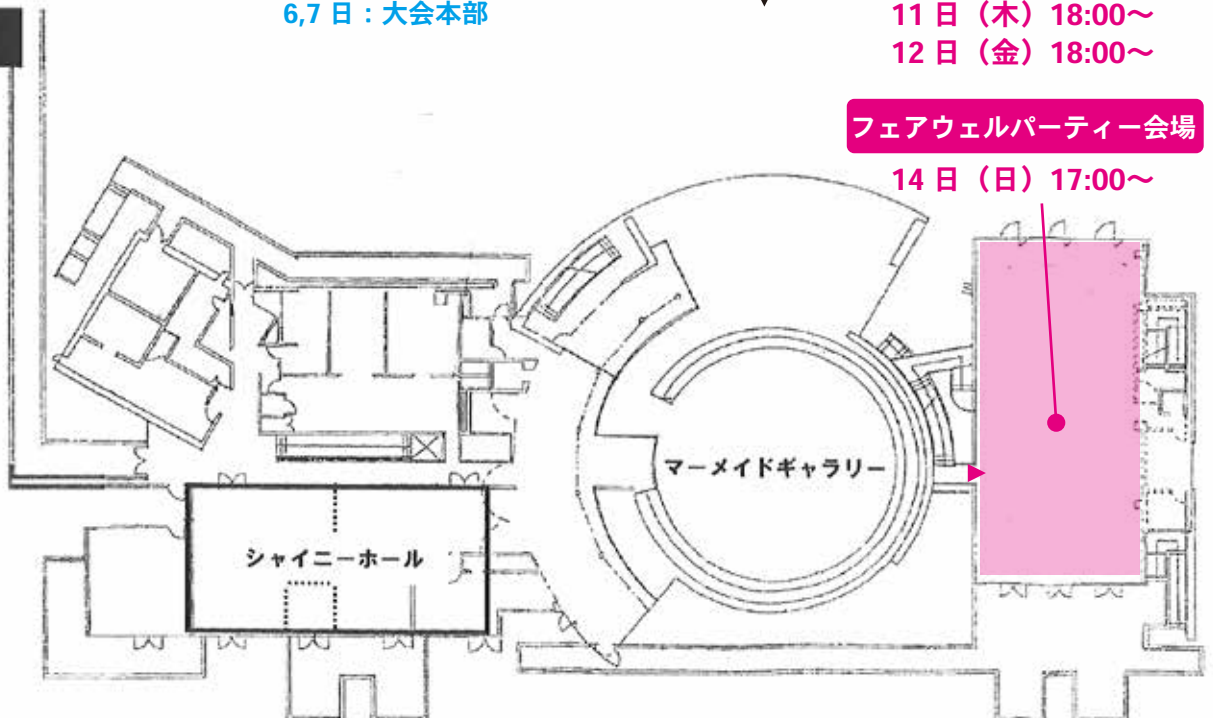 6,7 日：大会本部
11 日（木）18:00～
12 日（金）18:00～
フェアウェルパーティー会場
14 日（日）17:00～
マーメイドギャラリー
シャイニーホール